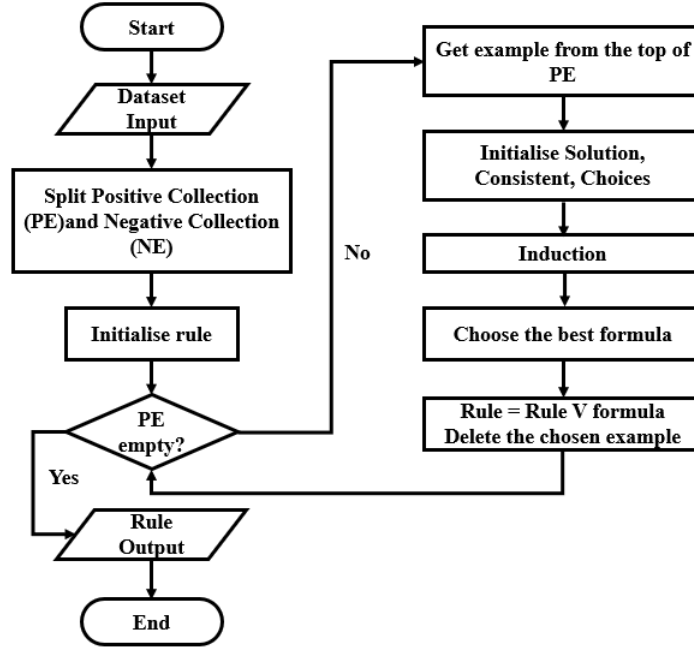 Start
Dataset
Input
Split Positive Collection
(PE)and Negative Collection
(NE)
Initialise rule
PE
empty?
Yes
Rule
Output
End
No
Get example from the top of
PE
Initialise Solution,
Consistent, Choices
Induction
Choose the best formula
Rule = Rule V formula
Delete the chosen example